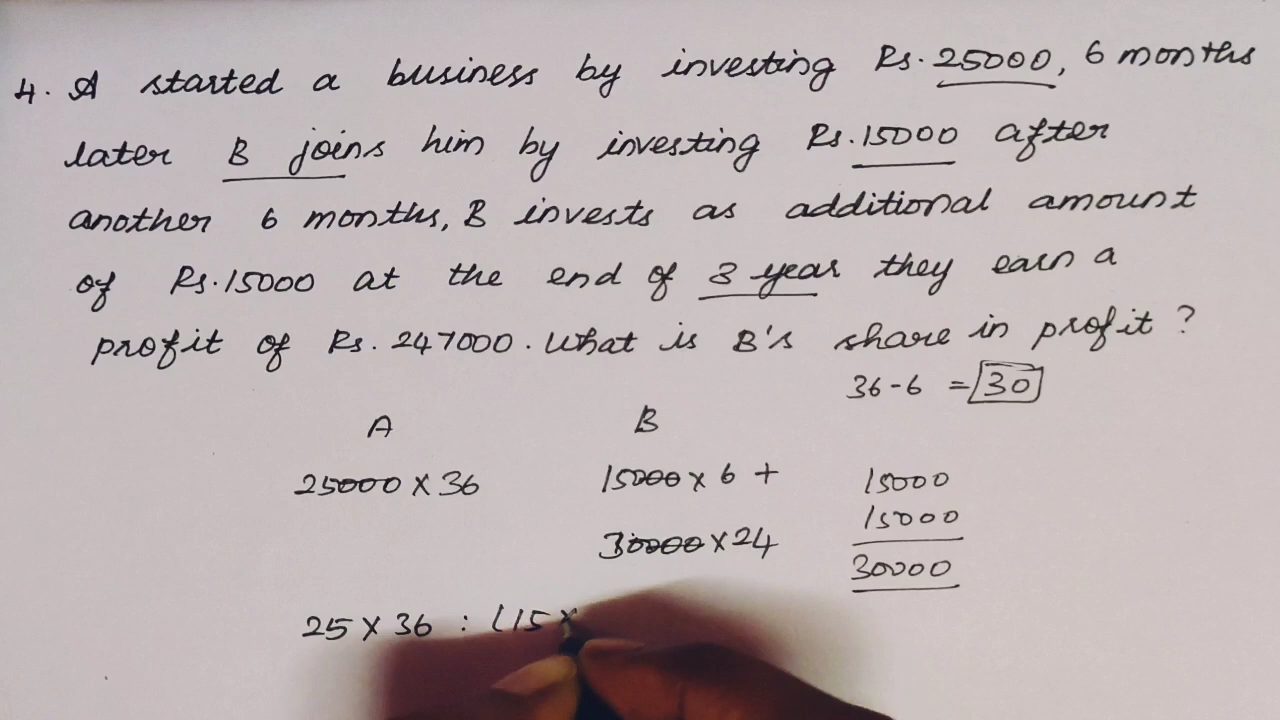 4. A started a business by investing Rs. 25000, 6 months
later B joins him by investing Rs.15000 after
another 6 months, B invests as additional amount
of Rs.15000 at the end of 3 year they earn a
profit of Rs. 247000. What is B's share in profit ?
36-6 = 30
A B
25000 x 36 15000 x 6 + 15000
15000
30000 x 24 30000
25 x 36 : (15 x